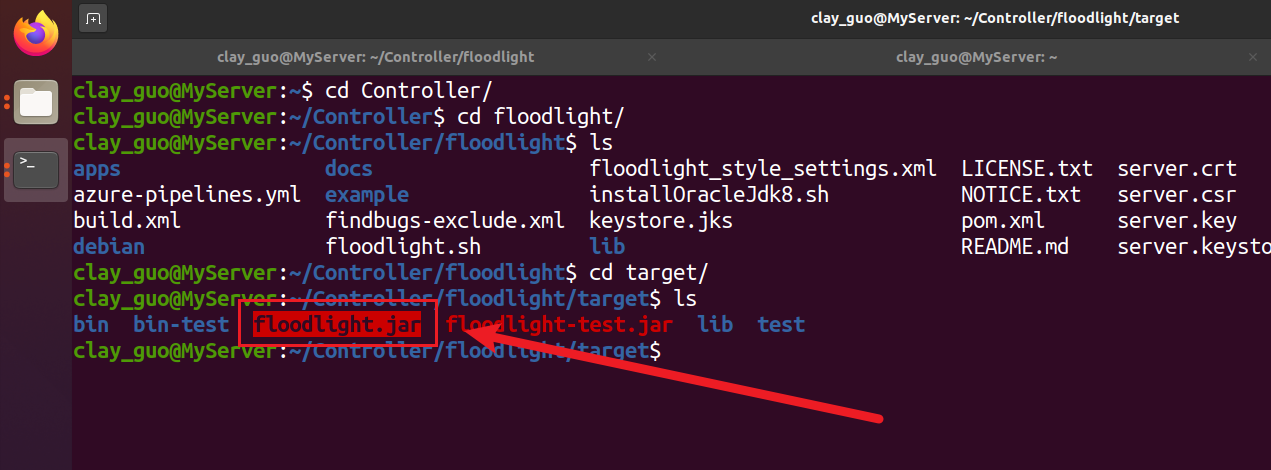 clay_guo@MyServer: ~/Controller/floodlight/target
clay_guo@MyServer: ~/Controller/floodlight × clay_guo@MyServer: ~ ×
clay_guo@MyServer:~$ cd Controller/
clay_guo@MyServer:~/Controller$ cd floodlight/
clay_guo@MyServer:~/Controller/floodlight$ ls
apps docs floodlight_style_settings.xml LICENSE.txt server.crt
azure-pipelines.yml example installOracleJdk8.sh NOTICE.txt server.csr
build.xml findbugs-exclude.xml keystore.jks pom.xml server.key
debian floodlight.sh lib README.md server.keysto
clay_guo@MyServer:~/Controller/floodlight$ cd target/
clay_guo@MyServer:~/Controller/floodlight/target$ ls
bin bin-test floodlight.jar floodlight-test.jar lib test
clay_guo@MyServer:~/Controller/floodlight/target$